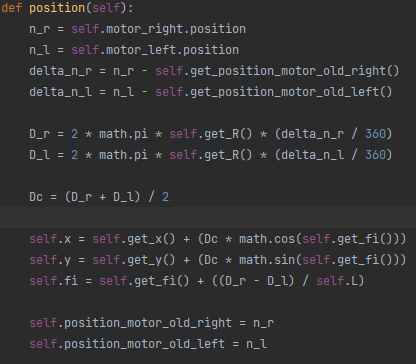 def position(self):
    n_r = self.motor_right.position
    n_l = self.motor_left.position
    delta_n_r = n_r - self.get_position_motor_old_right()
    delta_n_l = n_l - self.get_position_motor_old_left()

    D_r = 2 * math.pi * self.get_R() * (delta_n_r / 360)
    D_l = 2 * math.pi * self.get_R() * (delta_n_l / 360)

    Dc = (D_r + D_l) / 2

    self.x = self.get_x() + (Dc * math.cos(self.get_fi()))
    self.y = self.get_y() + (Dc * math.sin(self.get_fi()))
    self.fi = self.get_fi() + ((D_r - D_l) / self.L)

    self.position_motor_old_right = n_r
    self.position_motor_old_left = n_l